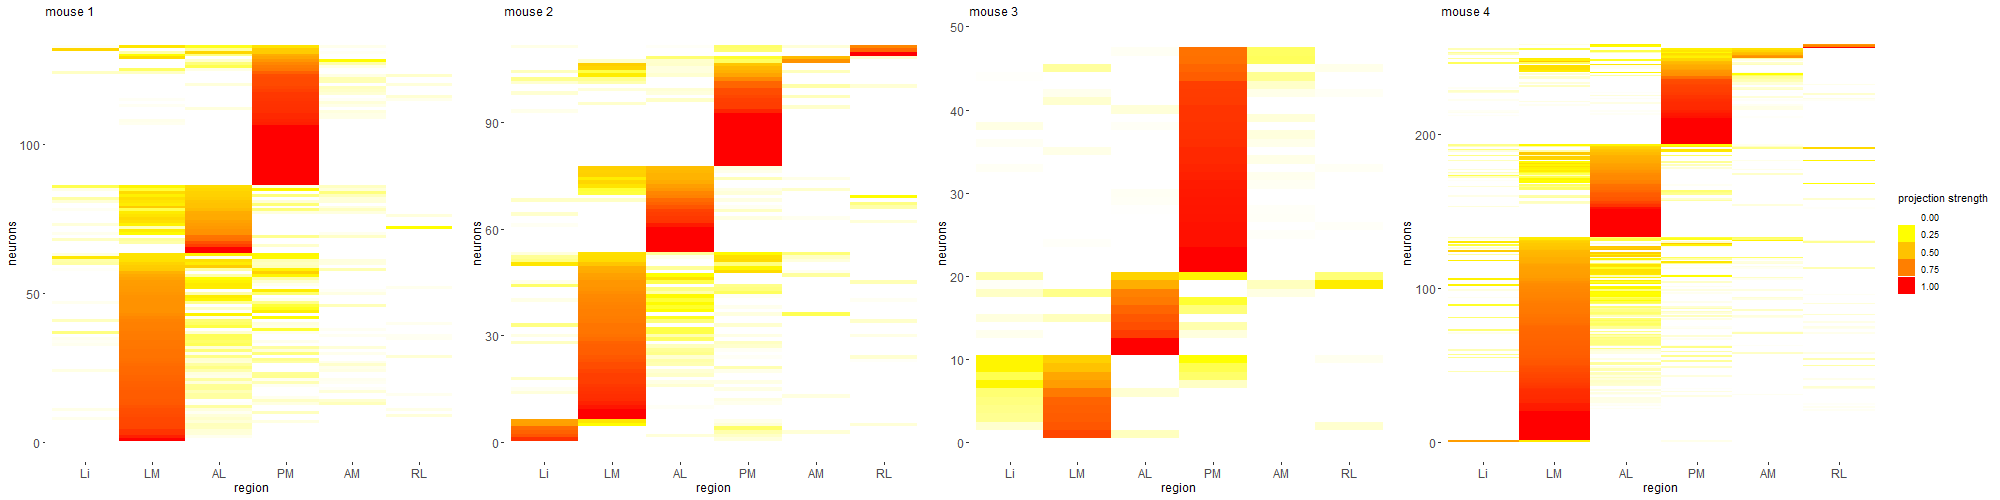 mouse 1
neurons
100
50
0
Li LM AL PM AM RL
region
mouse 2
neurons
90
60
30
0
Li LM AL PM AM RL
region
mouse 3
neurons
50
40
30
20
10
0
Li LM AL PM AM RL
region
mouse 4
neurons
200
100
0
Li LM AL PM AM RL
region
projection strength
0.00
0.25
0.50
0.75
1.00